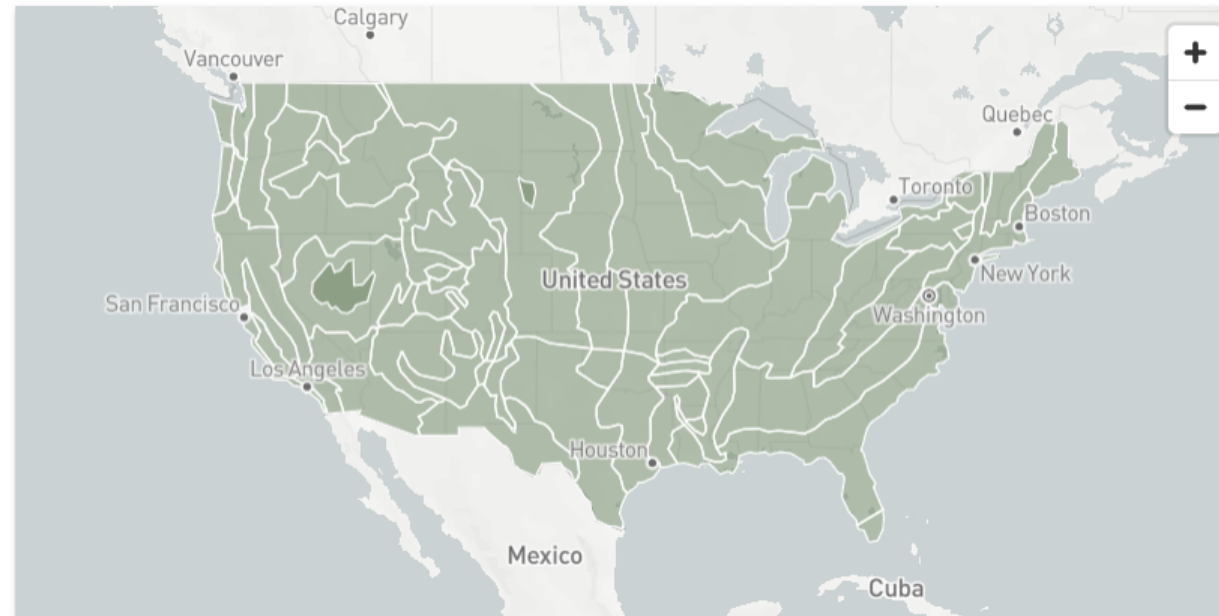 Calgary
Vancouver
+
Quebec
−
Toronto
Boston
New York
United States
Washington
San Francisco
Los Angeles
Houston
Mexico
Cuba